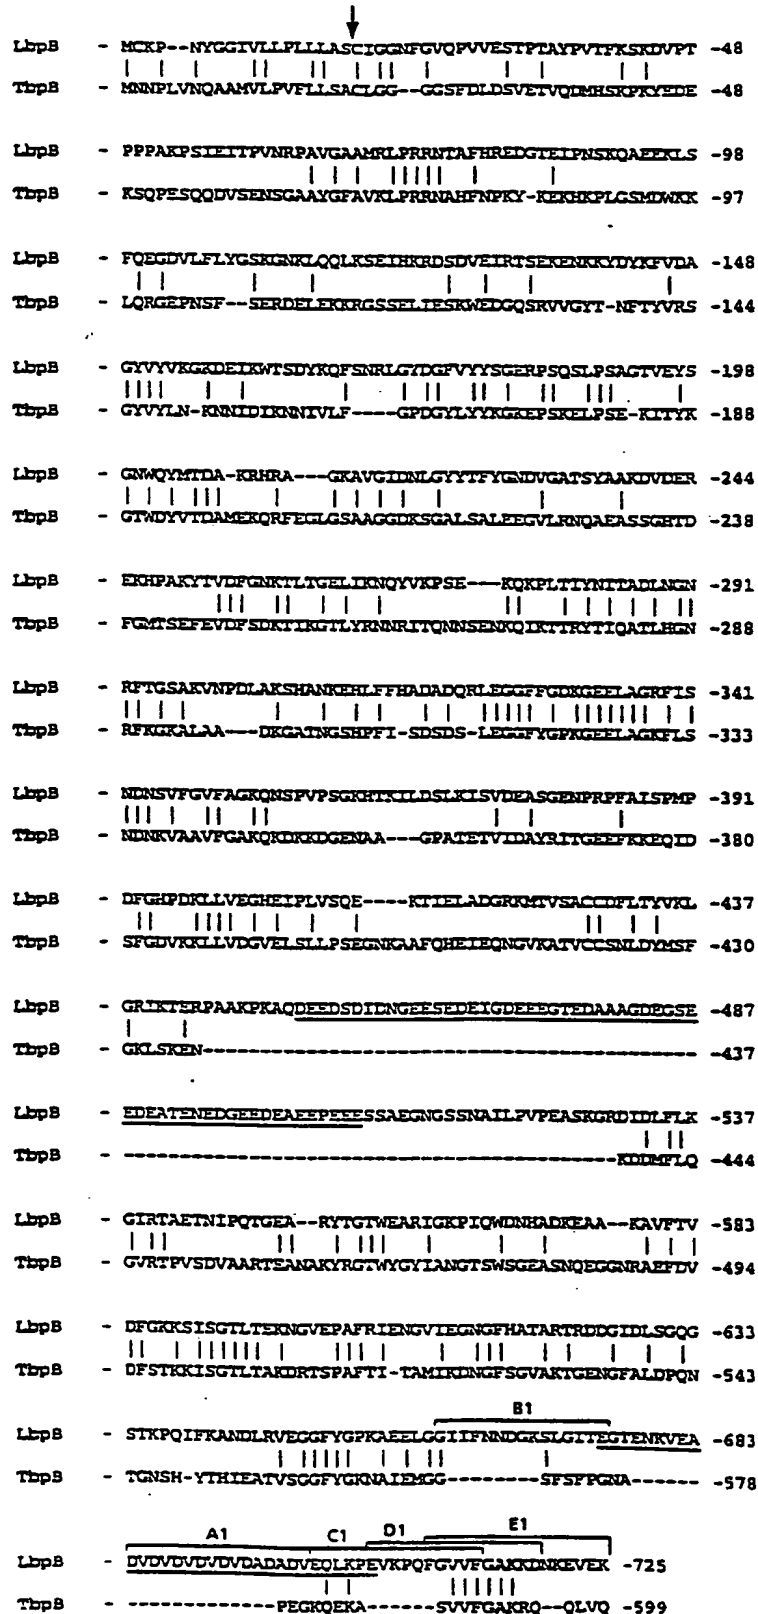 LbpB - MCKP--NYGGIVLLPLLLASCIGGNFGVQPVVESTPTAYPVTFKSKDVPT -48
TbpB - MNNPLVNQAAMVLPVFLLSACLGG--GGSFDLDSVETVQDMHSKPKYEDE -48
LbpB - PPPAKPSIEITPVNRPAVGAAMRLPRRNTAFHREDGTEIPNSKQAEEKLS -98
TbpB - KSQPESQQDVSENSGAAYGFAVKLPRRNAHFNPKY-KEKHKPLGSMDWKK -97
LbpB - FQEGDVLFLYGSKGNKLQQLKSEIHKRDSDVEIRTSEKENKKYDYKFVDA -148
TbpB - LQRGEPNSF--SERDELEKKRGSSELIESKWEDGQSRVVGYT-NFTYVRS -144
LbpB - GYVYVKGKDEIKWTSDYKQFSNRLGYDGFVYYSGERPSQSLPSAGTVEYS -198
TbpB - GYVYLN-KNNIDIKNNIVLF----GPDGYLYYKGKEPSKELPSE-KITYK -188
LbpB - GNWQYMTDA-KRHRA---GKAVGIDNLGYYTFYGNDVGATSYAAKDVDER -244
TbpB - GTWDYVTDAMEKQRFEGLGSAAGGDKSGALSALEEGVLRNQAEASSGHTD -238
LbpB - EKHPAKYTVDFGNKTLTGELIKNQYVKPSE---KQKPLTIYNITADLNGN -291
TbpB - FGMTSEFEVDFSDKTIKGTLYRNNRITQNNSENKQIKTTRYTIQATLHGN -288
LbpB - RFTGSAKVNPDLAKSHANKEHLFFHADADQRLEGGFFGDKGEELAGRFIS -341
TbpB - RFKGKALAA---DKGATNGSHPFI-SDSDS-LEGGFYGPKGEELAGKFLS -333
LbpB - NDNSVFGVFAGKQNSPVPSGKHTKILDSLKISVDEASGENPRPFAISPMP -391
TbpB - NDNKVAAVFGAKQKDKKDGENAA---GPATETVIDAYRITGEEFKKEQID -380
LbpB - DFGHPDKLLVEGHEIPLVSQE----KTIELADGRKMTVSACCDFLTYVKL -437
TbpB - SFGDVKKLLVDGVELSLLPSEGNKAAFQHEIEQNGVKATVCCSNLDYMSF -430
LbpB - GRIKTERPAAKPKAQDEEDSDIDNGEESEDEIGDEEEGTEDAAAGDEGSE -487
TbpB - GKLSKEN------------------------------------------- -437
LbpB - EDEATENEDGEEDEAEEPEEESSAEGNGSSNAILPVPEASKGRDIDLFLK -537
TbpB - -------------------------------------------KDDMFLQ -444
LbpB - GIRTAETNIPQTGEA--RYTGTWEARIGKPIQWDNHADKEAA--KAVFTV -583
TbpB - GVRTPVSDVAARTEANAKYRGTWYGYIANGTSWSGEASNQEGGNRAEFDV -494
LbpB - DFGKKSISGTLTEKNGVEPAFRIENGVIEGNGFHATARTRDDGIDLSGQG -633
TbpB - DFSTKKISGTLTAKDRTSPAFTI-TAMIKDNGFSGVAKTGENGFALDPQN -543
B1
LbpB - STKPQIFKANDLRVEGGFYGPKAEELGGIIFNNDGKSLGITEGTENKVEA -683
TbpB - TGNSH-YTHIEATVSGGFYGKNAIEMGG--------SFSFPGNA------ -578
A1 C1 D1 E1
LbpB - DVDVDVDVDVDADADVEQLKPEVKPQFGVVFGAKKDNKEVEK -725
TbpB - -------------PEGKQEKA------SVVFGAKRQ--QLVQ -599